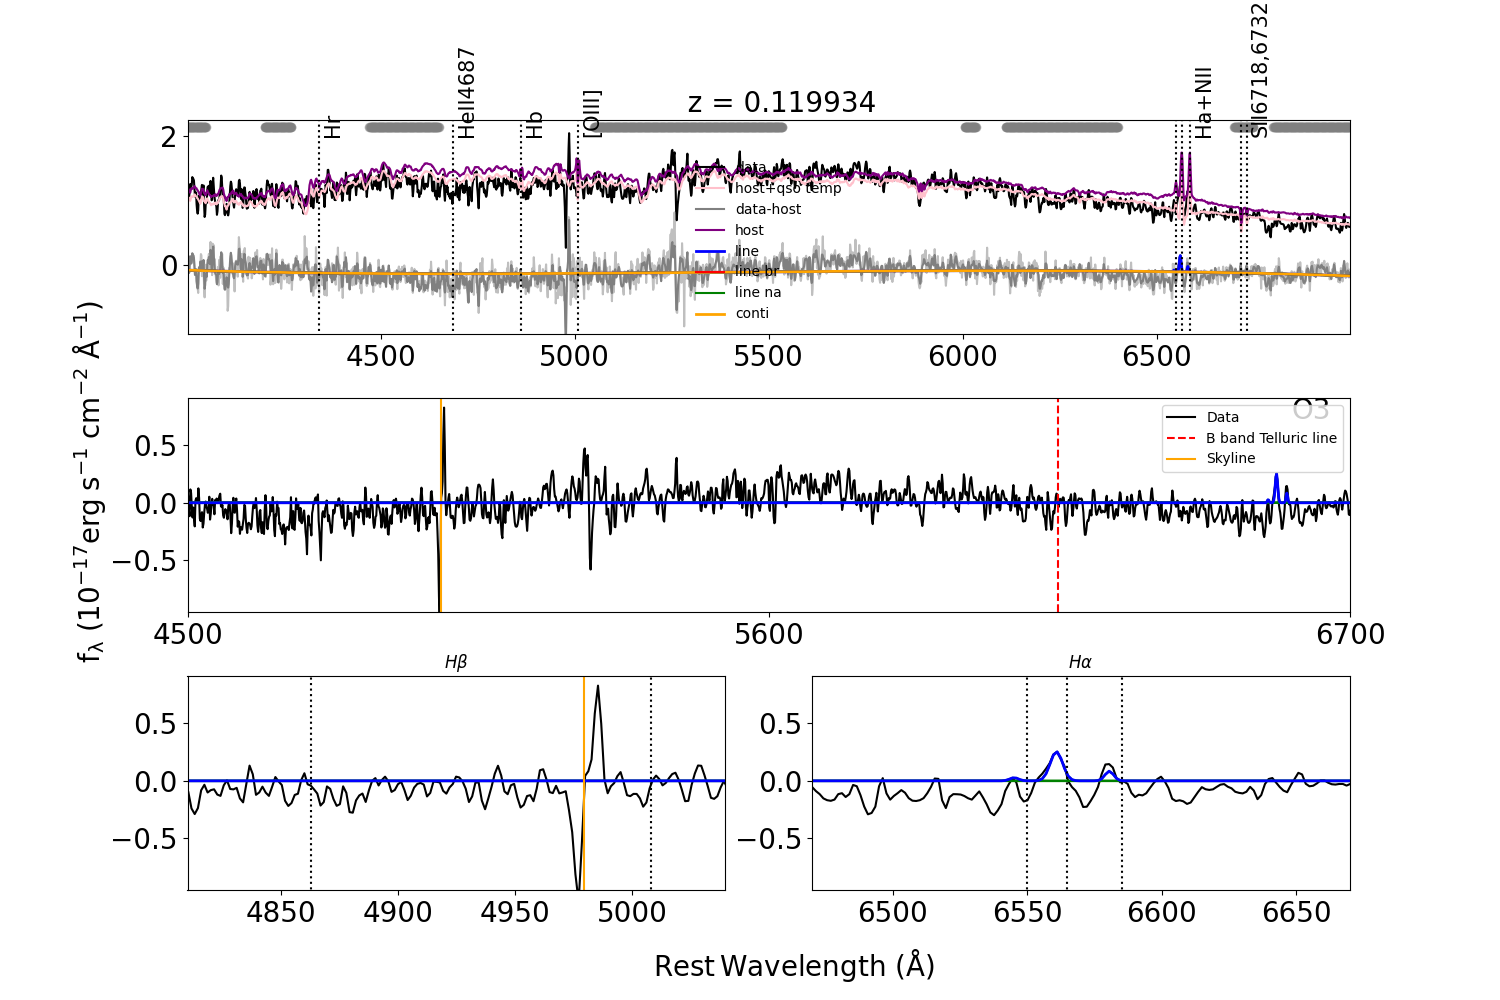 z = 0.119934
Hr
HeII4687
Hb
[OIII]
Ha+NII
SII6718,6732
2
0
data
host+qso temp
data-host
host
line
line br
line na
conti
4500 5000 5500 6000 6500
f_λ (10^{-17}erg s^{-1} cm^{-2} Å^{-1})
0.5
0.0
−0.5
O3
Data
B band Telluric line
Skyline
4500 5600 6700
Hβ
0.5
0.0
−0.5
4850 4900 4950 5000
Hα
0.5
0.0
−0.5
6500 6550 6600 6650
Rest Wavelength (Å)